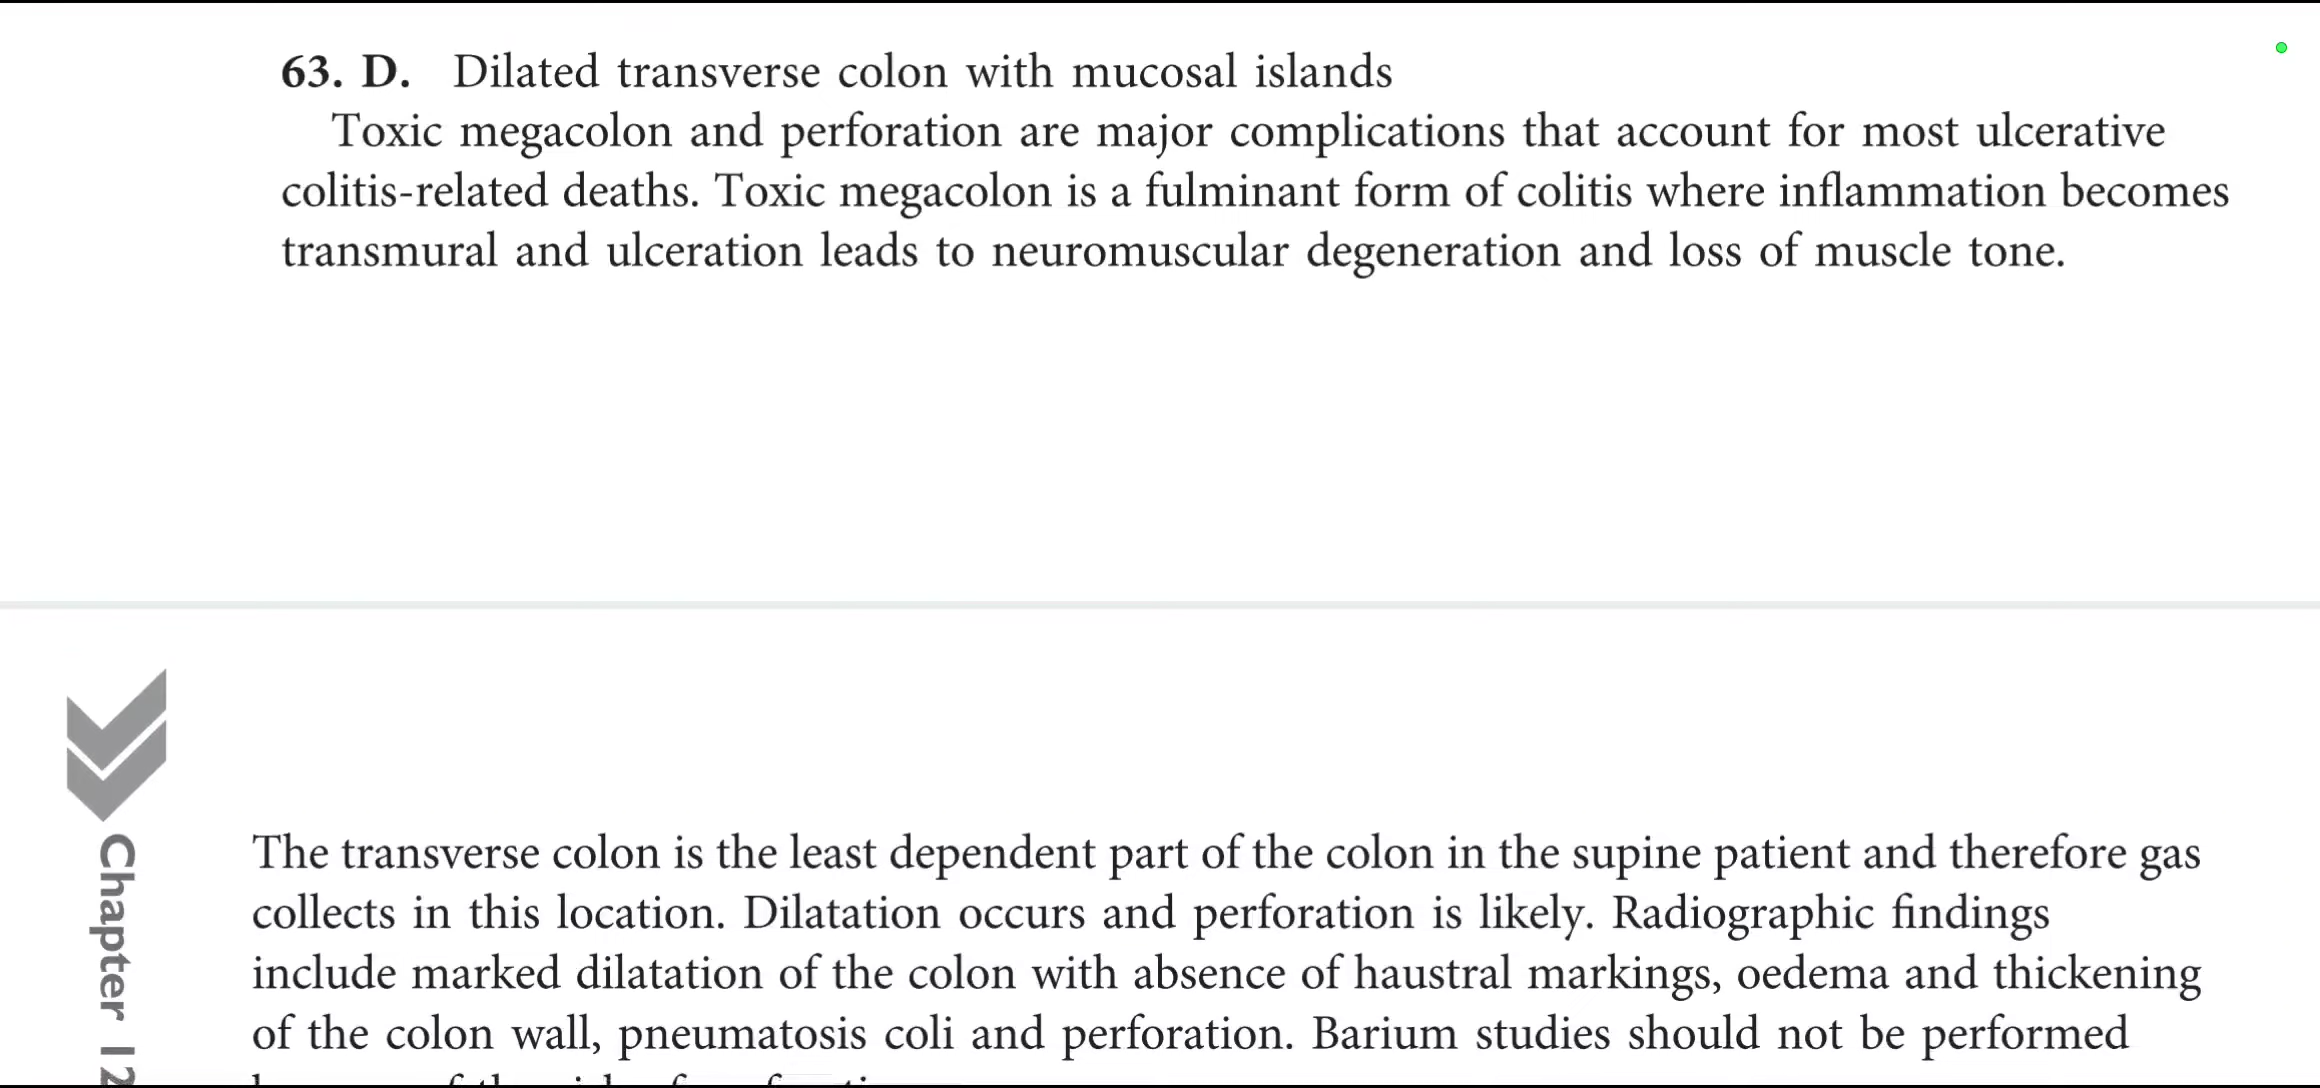 63. D. Dilated transverse colon with mucosal islands
Toxic megacolon and perforation are major complications that account for most ulcerative
colitis-related deaths. Toxic megacolon is a fulminant form of colitis where inflammation becomes
transmural and ulceration leads to neuromuscular degeneration and loss of muscle tone.
Chapter 12
The transverse colon is the least dependent part of the colon in the supine patient and therefore gas
collects in this location. Dilatation occurs and perforation is likely. Radiographic findings
include marked dilatation of the colon with absence of haustral markings, oedema and thickening
of the colon wall, pneumatosis coli and perforation. Barium studies should not be performed